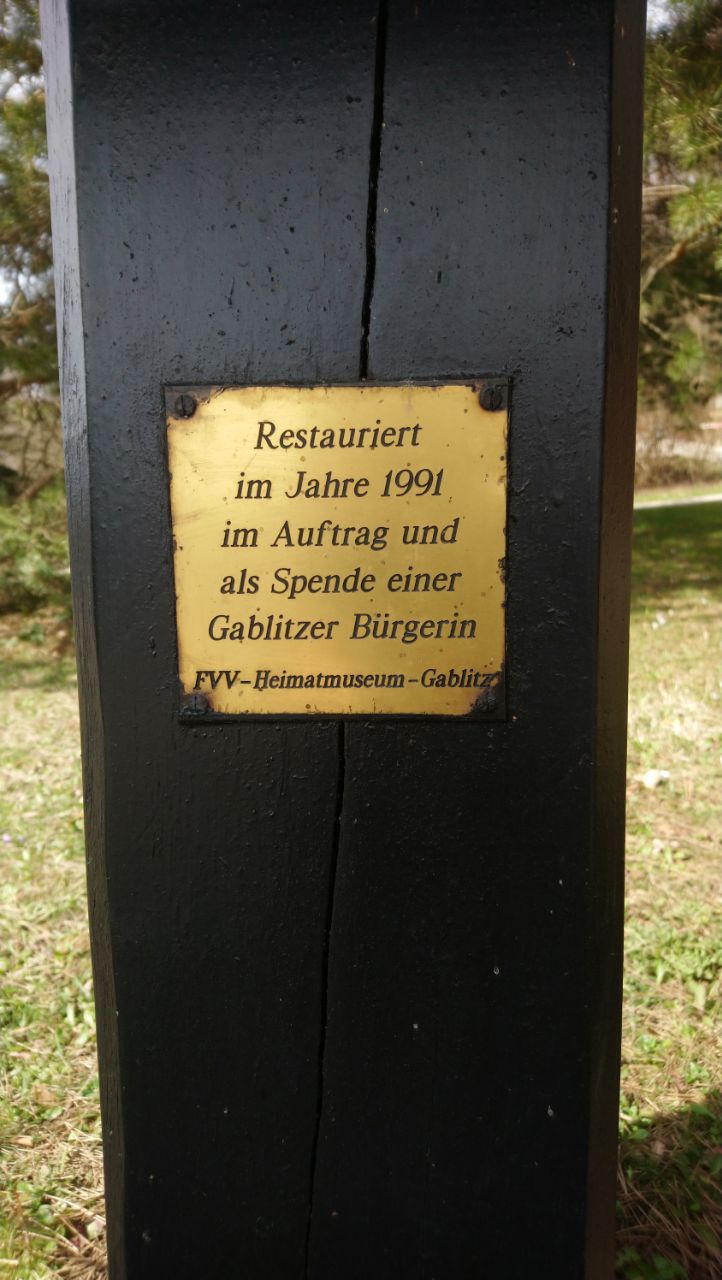 Restauriert
im Jahre 1991
im Auftrag und
als Spende einer
Gablitzer Bürgerin
FVV-Heimatmuseum-Gablitz